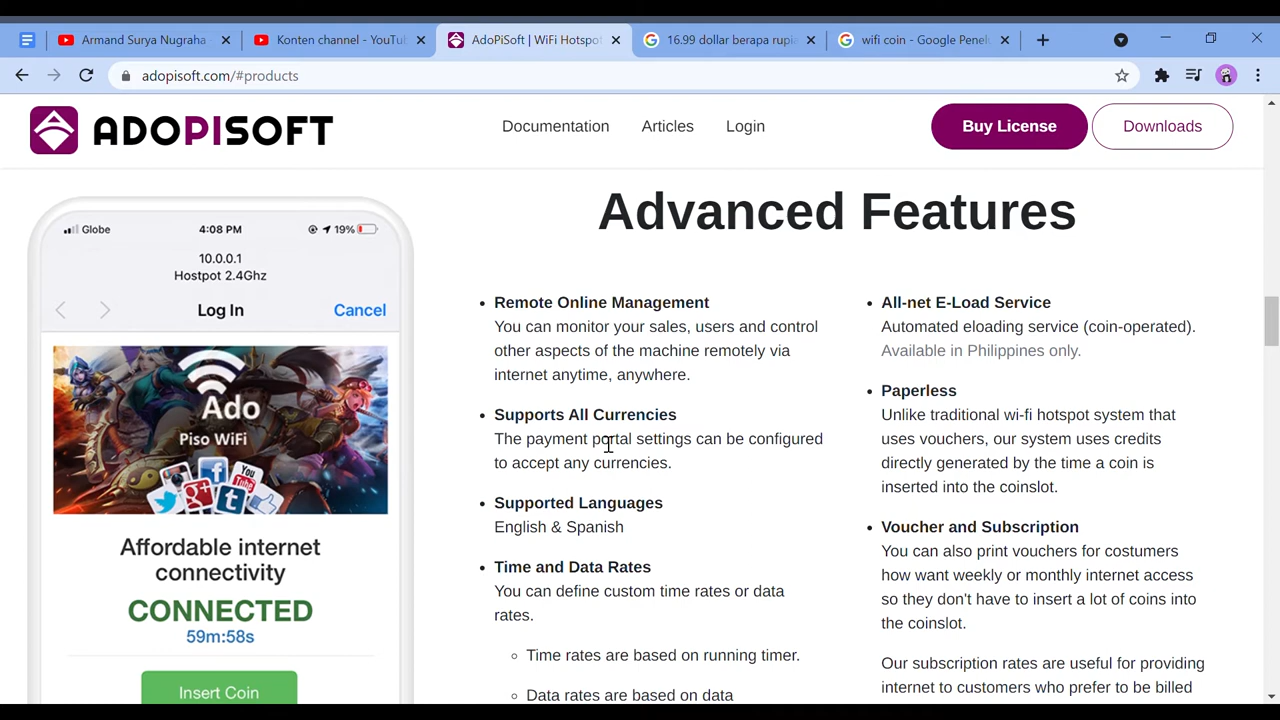 Armand Surya Nugraha
Konten channel - YouTu
AdoPiSoft | WiFi Hotspo
16.99 dollar berapa rupia
wifi coin - Google Penelu
adopisoft.com/#products
ADOPISOFT
Documentation
Articles
Login
Buy License
Downloads
Globe
4:08 PM
19%
10.0.0.1
Hostpot 2.4Ghz
Log In
Cancel
Ado
Piso WiFi
You
Tube
Affordable internet
connectivity
CONNECTED
59m:58s
Insert Coin
Advanced Features
Remote Online Management
You can monitor your sales, users and control
other aspects of the machine remotely via
internet anytime, anywhere.
Supports All Currencies
The payment portal settings can be configured
to accept any currencies.
Supported Languages
English & Spanish
Time and Data Rates
You can define custom time rates or data
rates.
Time rates are based on running timer.
Data rates are based on data
All-net E-Load Service
Automated eloading service (coin-operated).
Available in Philippines only.
Paperless
Unlike traditional wi-fi hotspot system that
uses vouchers, our system uses credits
directly generated by the time a coin is
inserted into the coinslot.
Voucher and Subscription
You can also print vouchers for costumers
how want weekly or monthly internet access
so they don't have to insert a lot of coins into
the coinslot.
Our subscription rates are useful for providing
internet to customers who prefer to be billed